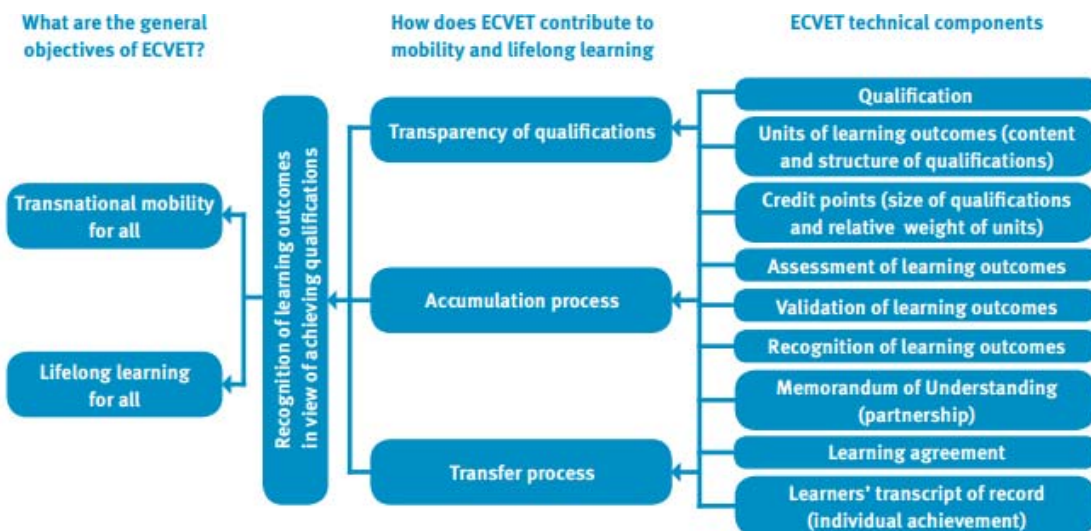 What are the general
objectives of ECVET?
How does ECVET contribute to
mobility and lifelong learning
ECVET technical components
Transnational mobility
for all
Lifelong learning
for all
Recognition of learning outcomes
in view of achieving qualifications
Transparency of qualifications
Accumulation process
Transfer process
Qualification
Units of learning outcomes (content
and structure of qualifications)
Credit points (size of qualifications
and relative weight of units)
Assessment of learning outcomes
Validation of learning outcomes
Recognition of learning outcomes
Memorandum of Understanding
(partnership)
Learning agreement
Learners' transcript of record
(individual achievement)